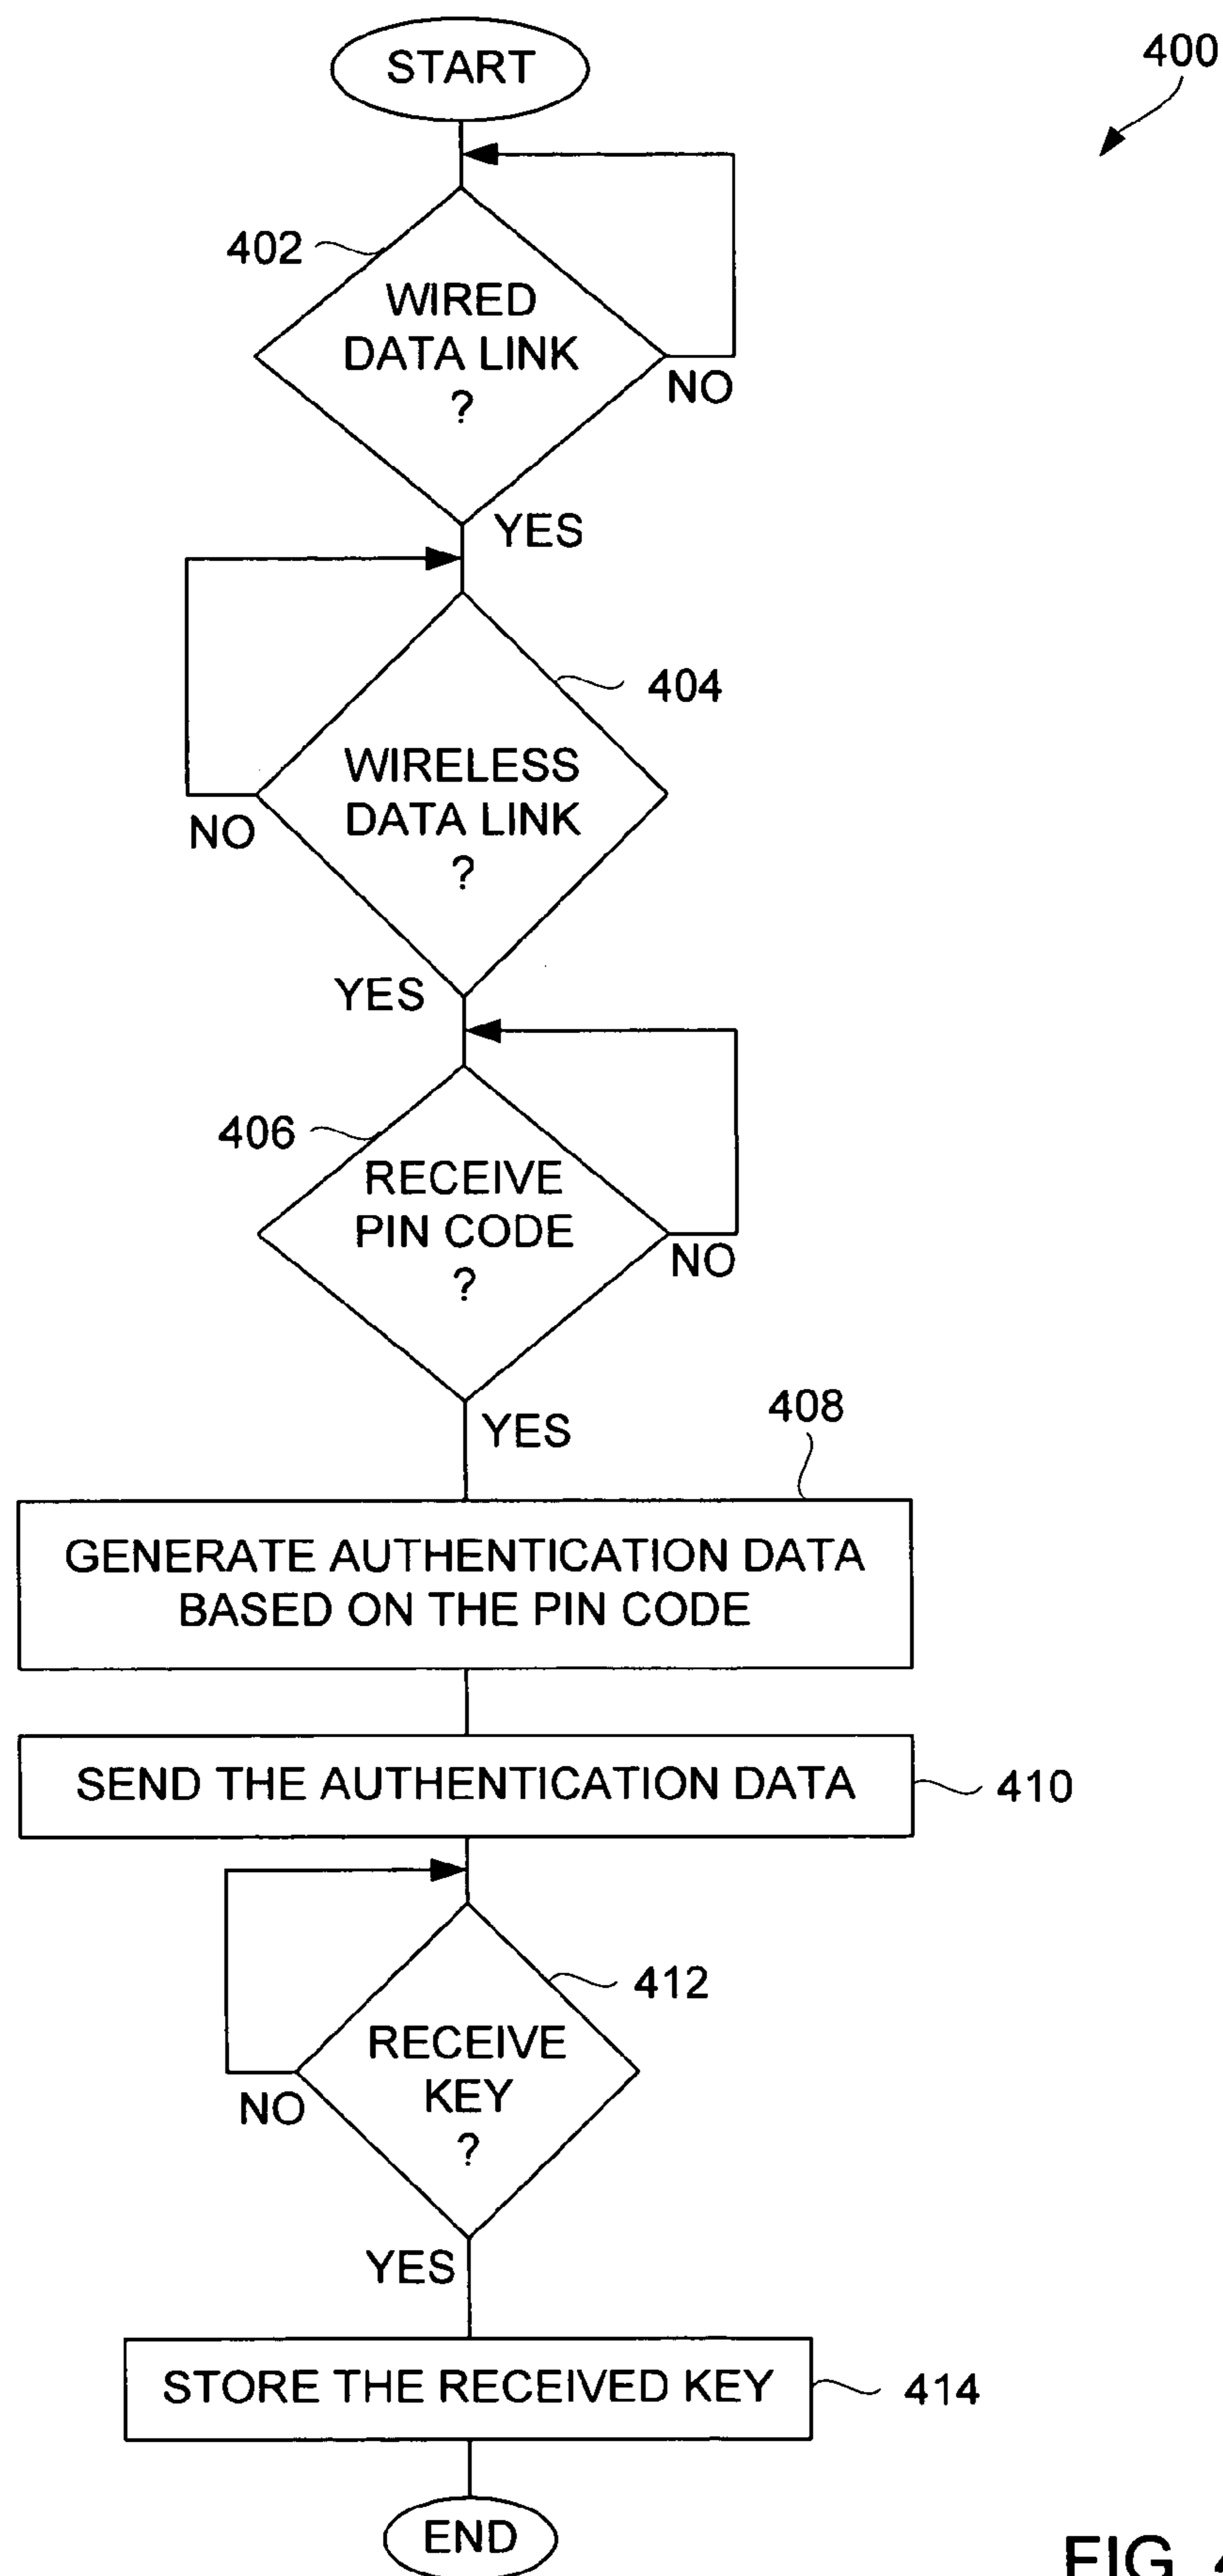 START
400
402
WIRED
DATA LINK
?
NO
YES
404
WIRELESS
DATA LINK
?
NO
YES
406
RECEIVE
PIN CODE
?
NO
YES
408
GENERATE AUTHENTICATION DATA
BASED ON THE PIN CODE
SEND THE AUTHENTICATION DATA
410
412
RECEIVE
KEY
?
NO
YES
STORE THE RECEIVED KEY
414
END
FIG. 4